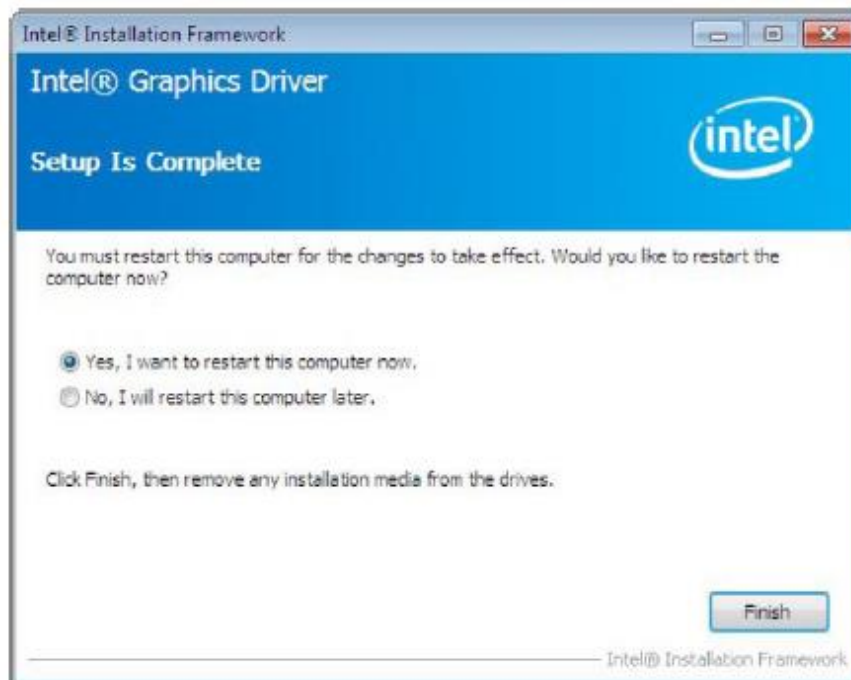 Intel® Installation Framework
Intel® Graphics Driver
Setup Is Complete
intel
You must restart this computer for the changes to take effect. Would you like to restart the
computer now?
Yes, I want to restart this computer now.
No, I will restart this computer later.
Click Finish, then remove any installation media from the drives.
Finish
Intel® Installation Framework